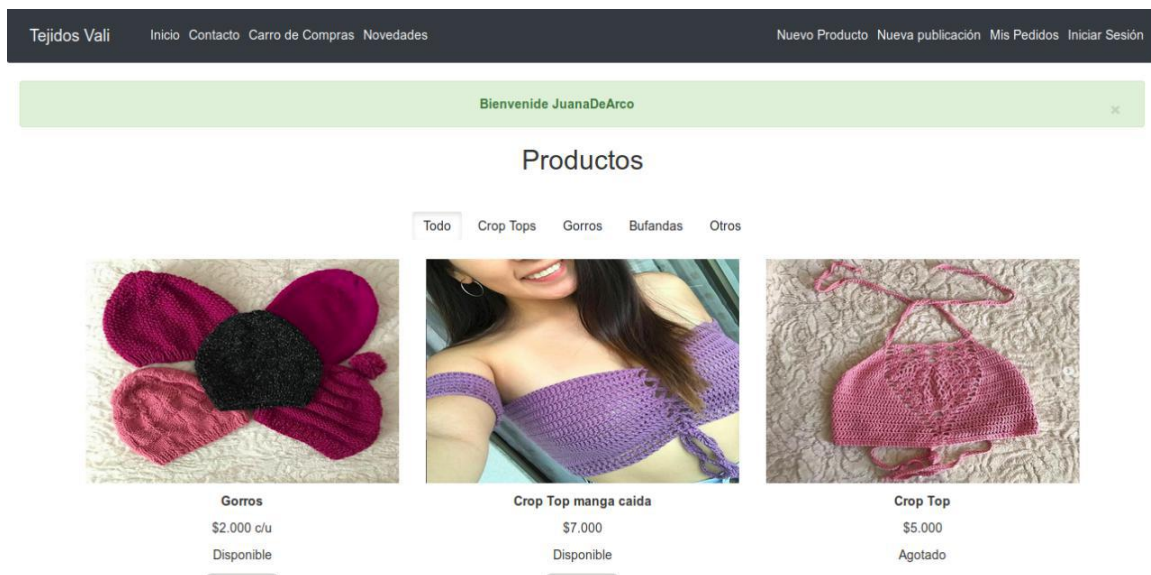 Tejidos Vali Inicio Contacto Carro de Compras Novedades Nuevo Producto Nueva publicación Mis Pedidos Iniciar Sesión
Bienvenide JuanaDeArco ×
Productos
Todo Crop Tops Gorros Bufandas Otros
Gorros Crop Top manga caida Crop Top
$2.000 c/u $7.000 $5.000
Disponible Disponible Agotado